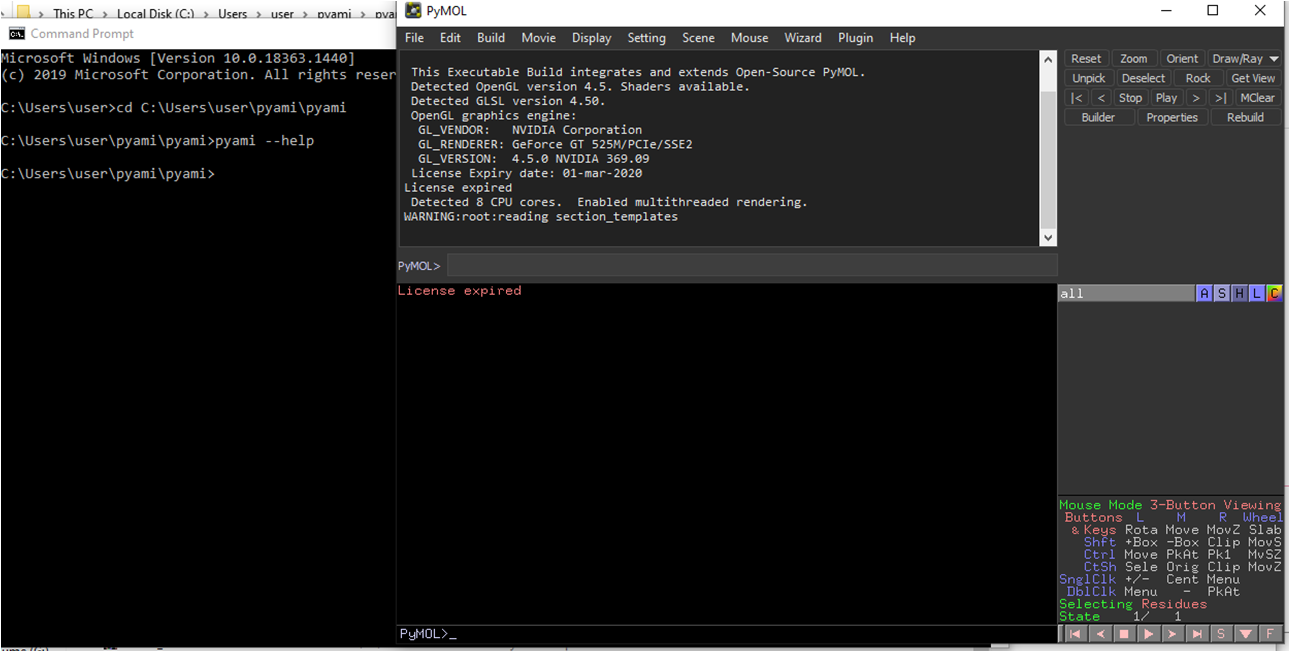 This PC > Local Disk (C:) > Users > user > pyami >
Command Prompt
Microsoft Windows [Version 10.0.18363.1440]
(c) 2019 Microsoft Corporation. All rights reser
C:\Users\user>cd C:\Users\user\pyami\pyami
C:\Users\user\pyami\pyami>pyami --help
C:\Users\user\pyami\pyami>
PyMOL
File Edit Build Movie Display Setting Scene Mouse Wizard Plugin Help
This Executable Build integrates and extends Open-Source PyMOL.
Detected OpenGL version 4.5. Shaders available.
Detected GLSL version 4.50.
OpenGL graphics engine:
GL_VENDOR: NVIDIA Corporation
GL_RENDERER: GeForce GT 525M/PCIe/SSE2
GL_VERSION: 4.5.0 NVIDIA 369.09
License Expiry date: 01-mar-2020
License expired
Detected 8 CPU cores. Enabled multithreaded rendering.
WARNING:root:reading section_templates
PyMOL>
Reset Zoom Orient Draw/Ray
Unpick Deselect Rock Get View
|< < Stop Play > >| MClear
Builder Properties Rebuild
License expired
PyMOL>_
all A S H L C
Mouse Mode 3-Button Viewing
Buttons L M R Wheel
& Keys Rota Move MovZ Slab
Shft +Box -Box Clip MovS
Ctrl Move PkAt Pk1 MvSZ
CtSh Sele Orig Clip MovZ
SnglClk +/- Cent Menu
DblClk Menu - PkAt
Selecting Residues
State 1/ 1
S F